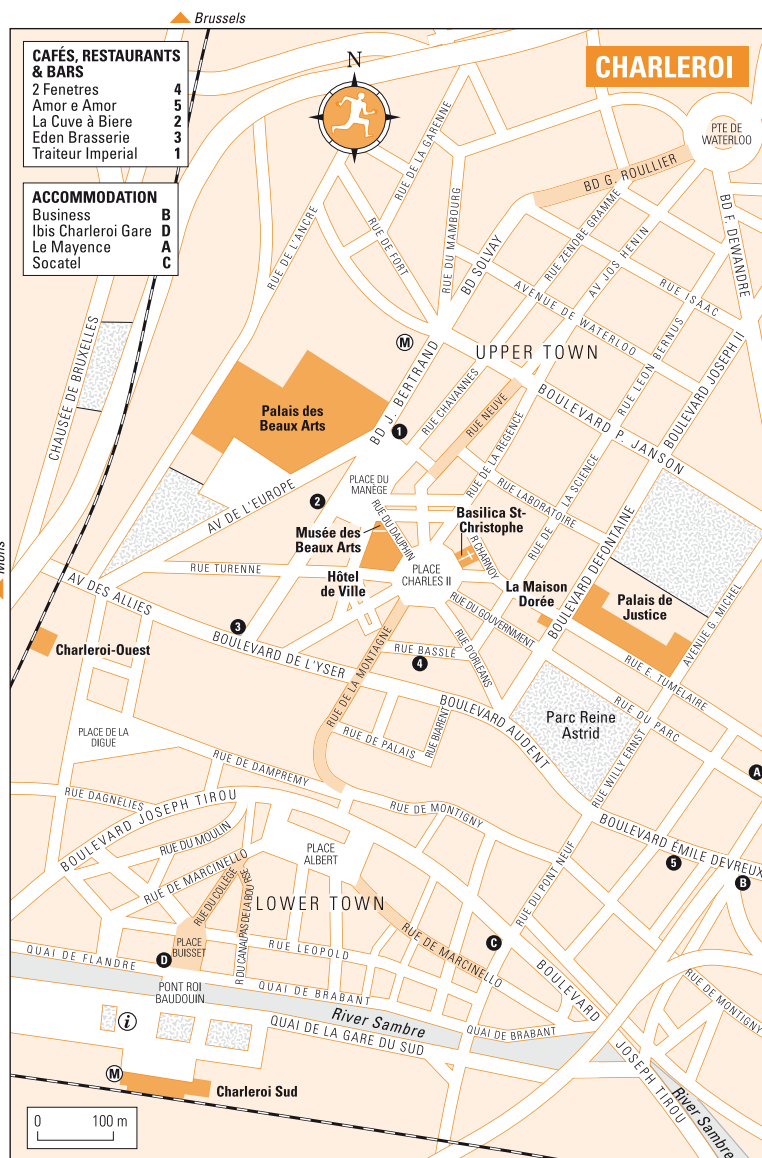 Brussels
CAFÉS, RESTAURANTS
& BARS
2 Fenetres 4
Amor e Amor 5
La Cuve à Biere 2
Eden Brasserie 3
Traiteur Imperial 1
ACCOMMODATION
Business B
Ibis Charleroi Gare D
Le Mayence A
Socatel C
N
CHARLEROI
PTE DE
WATERLOO
BD G. ROULLIER
RUE DE LA GARENNE
RUE DU MAMBOURG
RUE DE FORT
RUE DE L'ANCRE
BD SOLVAY
RUE ZENOBE GRAMME
AV JOS HENIN
BD F. DEWANDRE
RUE ISAAC
AVENUE DE WATERLOO
RUE LEON BERNUS
BOULEVARD JOSEPH II
CHAUSÉE DE BRUXELLES
M
UPPER TOWN
BD J. BERTRAND
RUE CHAVANNES
RUE NEUVE
BOULEVARD P. JANSON
Palais des
Beaux Arts
1
RUE DE LA REGENCE
RUE LABORATOIRE
RUE DE LA SCIENCE
PLACE DU
MANÈGE
AV DE L'EUROPE
2
RUE DU DAUPHIN
Musée des
Beaux Arts
Basilica St-
Christophe
R CHARNOY
BOULEVARD DEFONTAINE
Mons
RUE TURENNE
Hôtel
de Ville
PLACE
CHARLES II
La Maison
Dorée
Palais de
Justice
AVENUE G. MICHEL
AV DES ALLIES
RUE DU GOUVERNMENT
3
Charleroi-Ouest
BOULEVARD DE L'YSER
RUE DE LA MONTAGNE
RUE BASSLÉ
4
RUE D'ORLEANS
RUE E. TUMELAIRE
PLACE DE LA
DIGUE
RUE DE PALAIS
RUE BIARENT
BOULEVARD AUDENT
Parc Reine
Astrid
RUE DU PARC
RUE WILLY ERNST
A
RUE DE DAMPREMY
RUE DAGNELIES
BOULEVARD JOSEPH TIROU
RUE DE MONTIGNY
BOULEVARD ÉMILE DEVREUX
RUE DU MOULIN
PLACE
ALBERT
5
B
RUE DE MARCINELLO
RUE DU COLLÈGE
RUE DU PONT NEUF
LOWER TOWN
PLACE
BUISSET
RUE LEOPOLD
RUE DE MARCINELLO
C
QUAI DE FLANDRE
D
PONT ROI
BAUDOUIN
QUAI DE BRABANT
BOULEVARD JOSEPH TIROU
RUE DE MONTIGNY
i
River Sambre
QUAI DE BRABANT
QUAI DE LA GARE DU SUD
M
Charleroi Sud
River Sambre
0 100 m